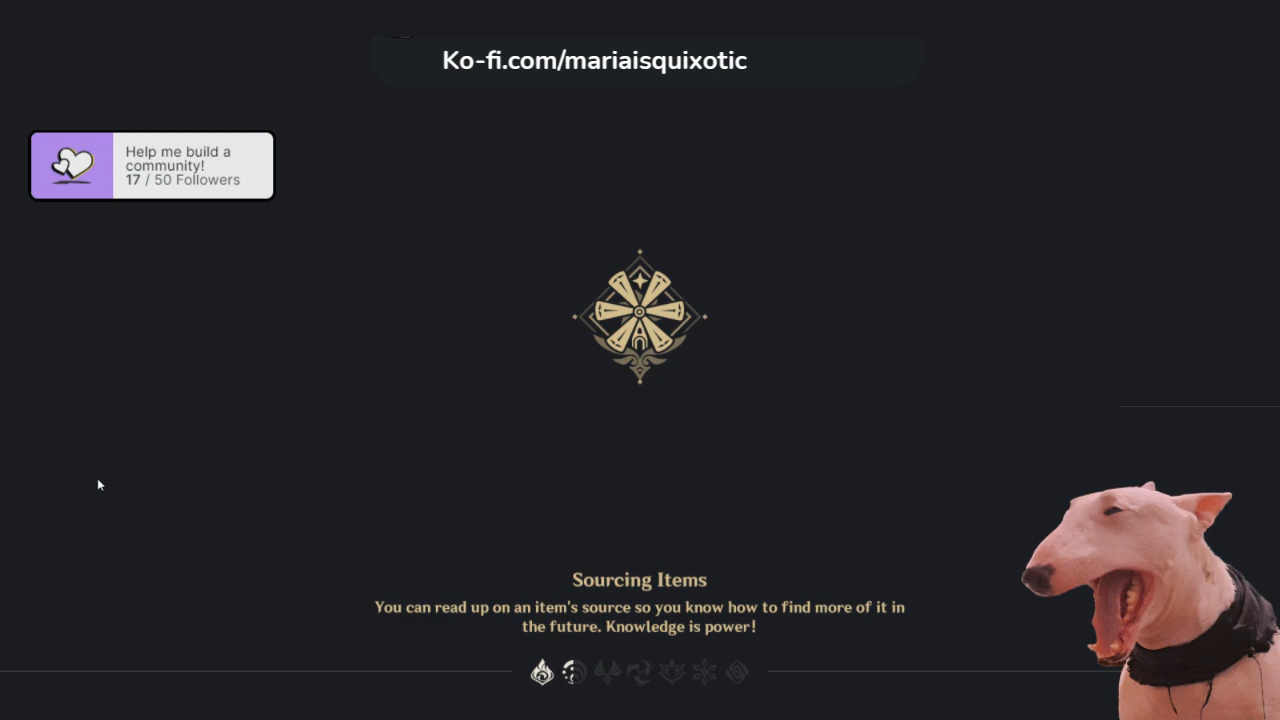 Ko-fi.com/mariaisquixotic
Help me build a
community!
17 / 50 Followers
Sourcing Items
You can read up on an item's source so you know how to find more of it in
the future. Knowledge is power!